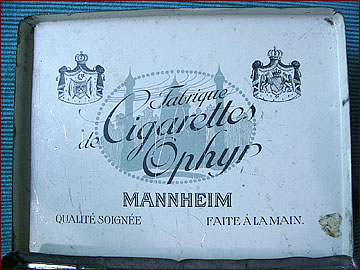 Fabrique
de Cigarettes
Ophyr
MANNHEIM
QUALITÉ SOIGNÉE FAITE À LA MAIN.